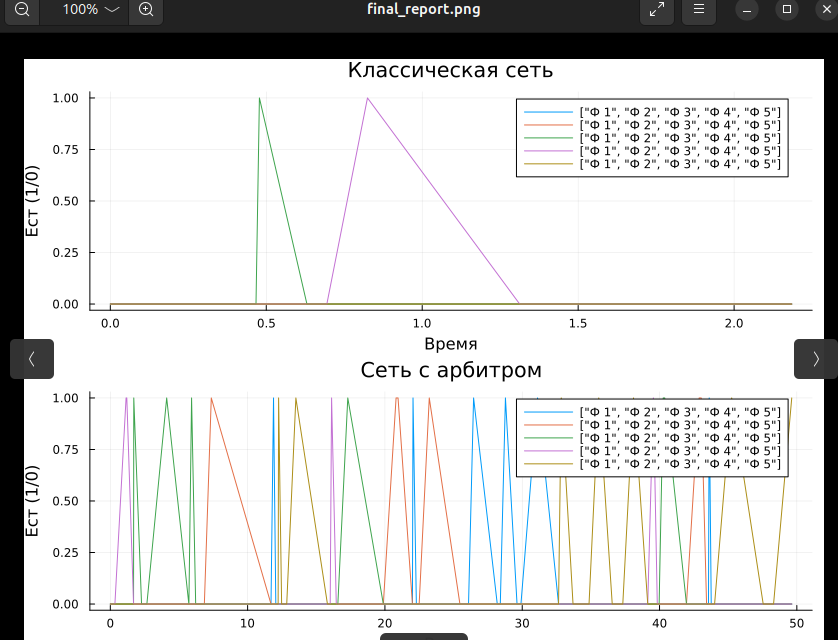 100%
final_report.png
Классическая сеть
1.00
0.75
0.50
0.25
0.00
Ест (1/0)
["Ф 1", "Ф 2", "Ф 3", "Ф 4", "Ф 5"]
["Ф 1", "Ф 2", "Ф 3", "Ф 4", "Ф 5"]
["Ф 1", "Ф 2", "Ф 3", "Ф 4", "Ф 5"]
["Ф 1", "Ф 2", "Ф 3", "Ф 4", "Ф 5"]
["Ф 1", "Ф 2", "Ф 3", "Ф 4", "Ф 5"]
0.0 0.5 1.0 1.5 2.0
Время
Сеть с арбитром
1.00
0.75
0.50
0.25
0.00
Ест (1/0)
["Ф 1", "Ф 2", "Ф 3", "Ф 4", "Ф 5"]
["Ф 1", "Ф 2", "Ф 3", "Ф 4", "Ф 5"]
["Ф 1", "Ф 2", "Ф 3", "Ф 4", "Ф 5"]
["Ф 1", "Ф 2", "Ф 3", "Ф 4", "Ф 5"]
["Ф 1", "Ф 2", "Ф 3", "Ф 4", "Ф 5"]
0 10 20 30 40 50